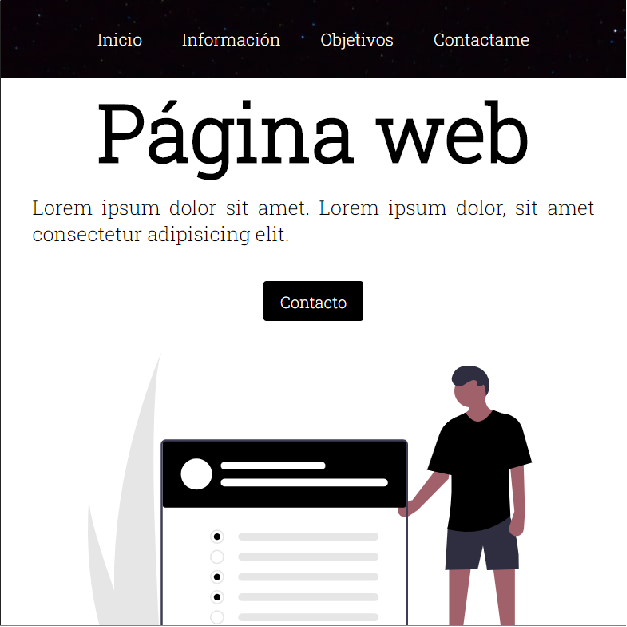 Inicio Información Objetivos Contactame
Página web
Lorem ipsum dolor sit amet. Lorem ipsum dolor, sit amet
consectetur adipisicing elit.
Contacto